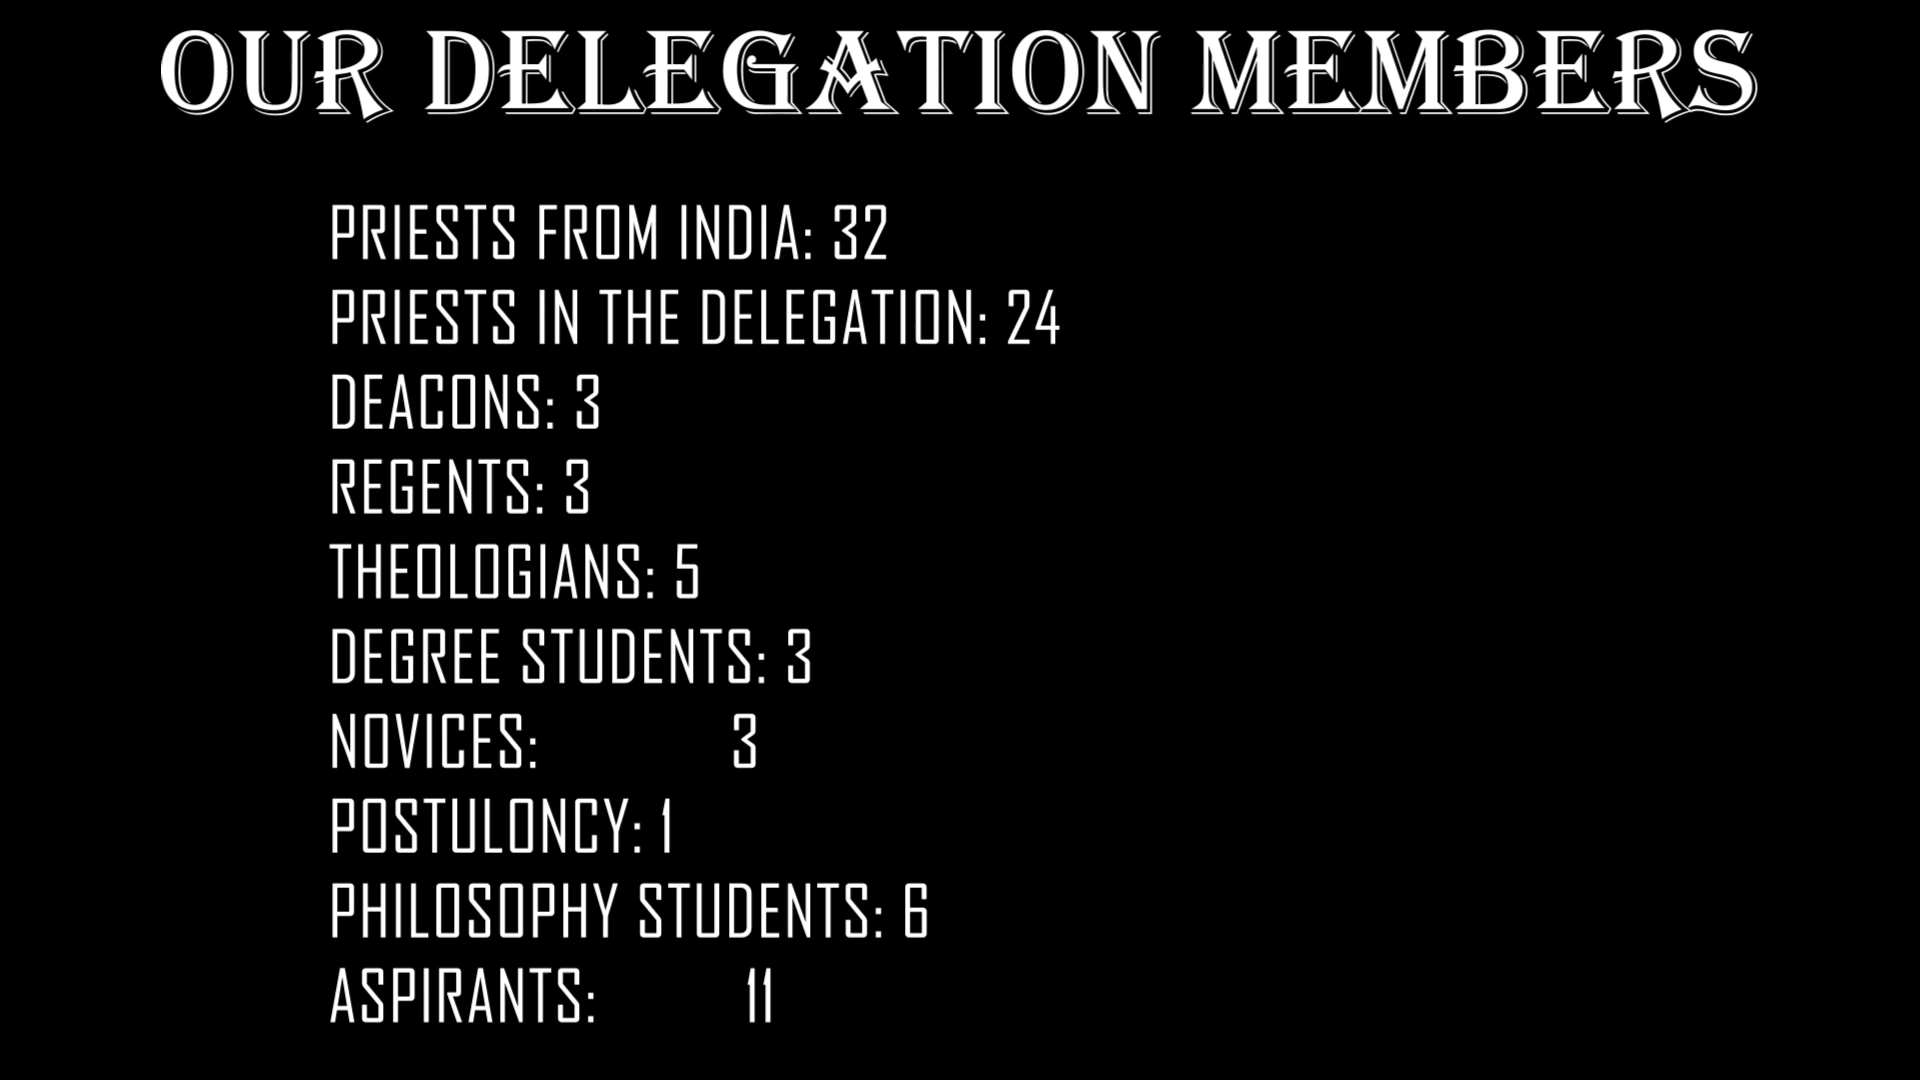 OUR DELEGATION MEMBERS
PRIESTS FROM INDIA: 32
PRIESTS IN THE DELEGATION: 24
DEACONS: 3
REGENTS: 3
THEOLOGIANS: 5
DEGREE STUDENTS: 3
NOVICES: 3
POSTULONCY: 1
PHILOSOPHY STUDENTS: 6
ASPIRANTS: 11